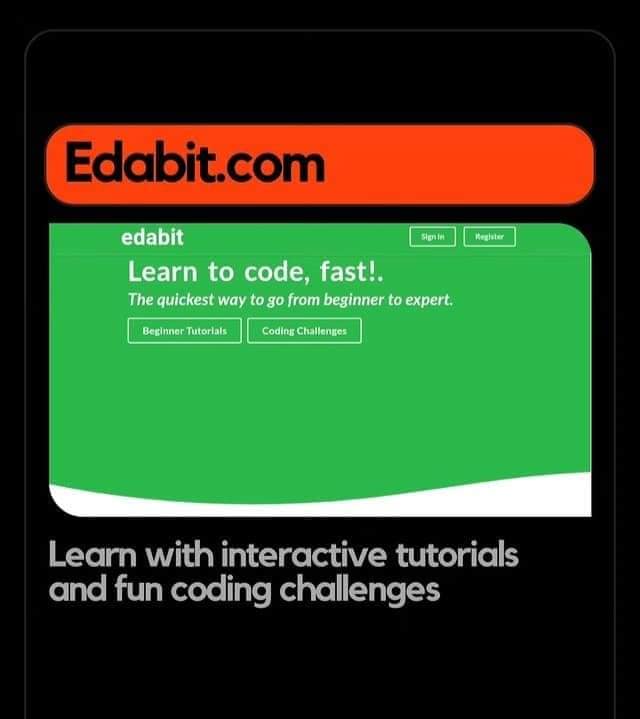 Edabit.com
edabit
Sign in
Register
Learn to code, fast!.
The quickest way to go from beginner to expert.
Beginner Tutorials
Coding Challenges
Learn with interactive tutorials
and fun coding challenges